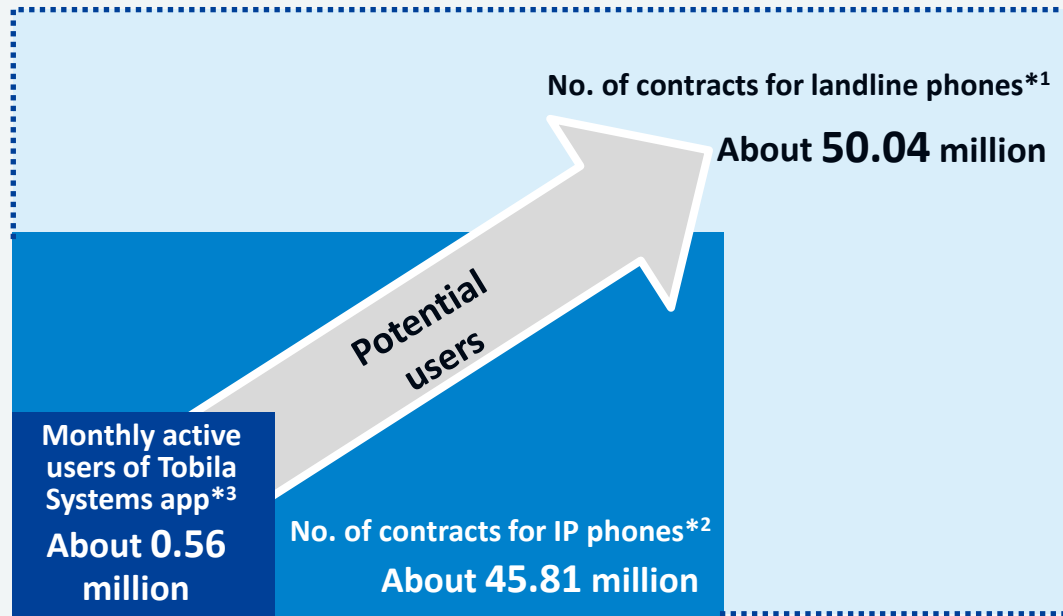 No. of contracts for landline phones*1
About 50.04 million
Potential
users
Monthly active
users of Tobila
Systems app*3
About 0.56
million
No. of contracts for IP phones*2
About 45.81 million